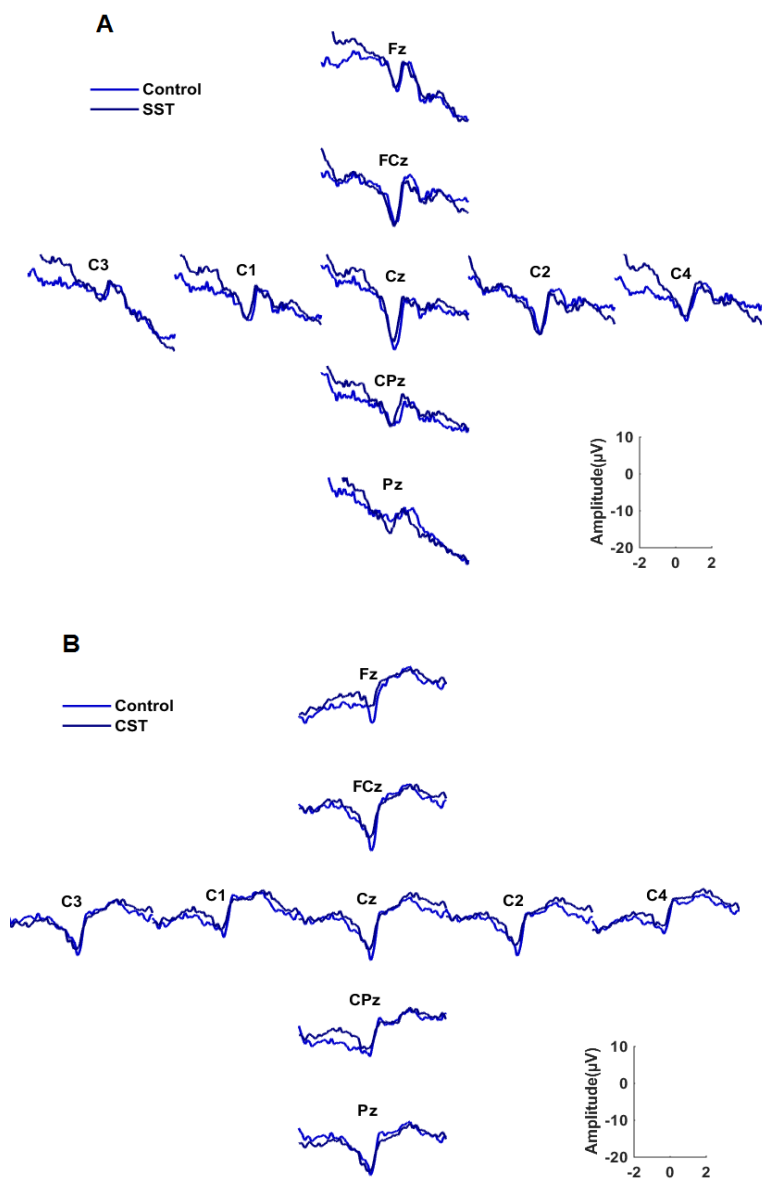 A
Control
SST
Fz
FCz
C3 C1 Cz C2 C4
CPz
Pz
Amplitude(µV)
10
0
-10
-20
-2 0 2
B
Control
CST
Fz
FCz
C3 C1 Cz C2 C4
CPz
Pz
Amplitude(µV)
10
0
-10
-20
-2 0 2